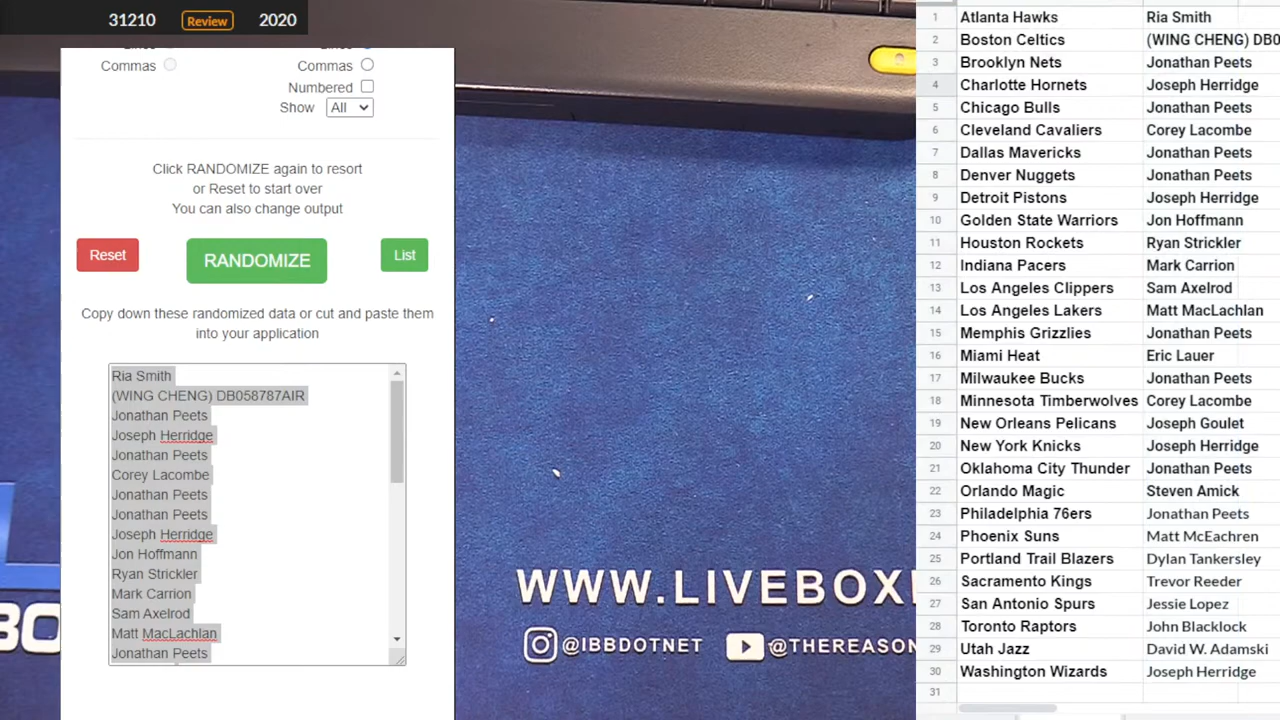 31210 Review 2020
Commas Commas
Numbered
Show All
Click RANDOMIZE again to resort
or Reset to start over
You can also change output
Reset RANDOMIZE List
Copy down these randomized data or cut and paste them
into your application
Ria Smith
(WING CHENG) DB058787AIR
Jonathan Peets
Joseph Herridge
Jonathan Peets
Corey Lacombe
Jonathan Peets
Jonathan Peets
Joseph Herridge
Jon Hoffmann
Ryan Strickler
Mark Carrion
Sam Axelrod
Matt MacLachlan
Jonathan Peets
WWW.LIVEBOX
@IBBDOTNET @THEREASON
1 Atlanta Hawks Ria Smith
2 Boston Celtics (WING CHENG) DB0
3 Brooklyn Nets Jonathan Peets
4 Charlotte Hornets Joseph Herridge
5 Chicago Bulls Jonathan Peets
6 Cleveland Cavaliers Corey Lacombe
7 Dallas Mavericks Jonathan Peets
8 Denver Nuggets Jonathan Peets
9 Detroit Pistons Joseph Herridge
10 Golden State Warriors Jon Hoffmann
11 Houston Rockets Ryan Strickler
12 Indiana Pacers Mark Carrion
13 Los Angeles Clippers Sam Axelrod
14 Los Angeles Lakers Matt MacLachlan
15 Memphis Grizzlies Jonathan Peets
16 Miami Heat Eric Lauer
17 Milwaukee Bucks Jonathan Peets
18 Minnesota Timberwolves Corey Lacombe
19 New Orleans Pelicans Joseph Goulet
20 New York Knicks Joseph Herridge
21 Oklahoma City Thunder Jonathan Peets
22 Orlando Magic Steven Amick
23 Philadelphia 76ers Jonathan Peets
24 Phoenix Suns Matt McEachren
25 Portland Trail Blazers Dylan Tankersley
26 Sacramento Kings Trevor Reeder
27 San Antonio Spurs Jessie Lopez
28 Toronto Raptors John Blacklock
29 Utah Jazz David W. Adamski
30 Washington Wizards Joseph Herridge
31